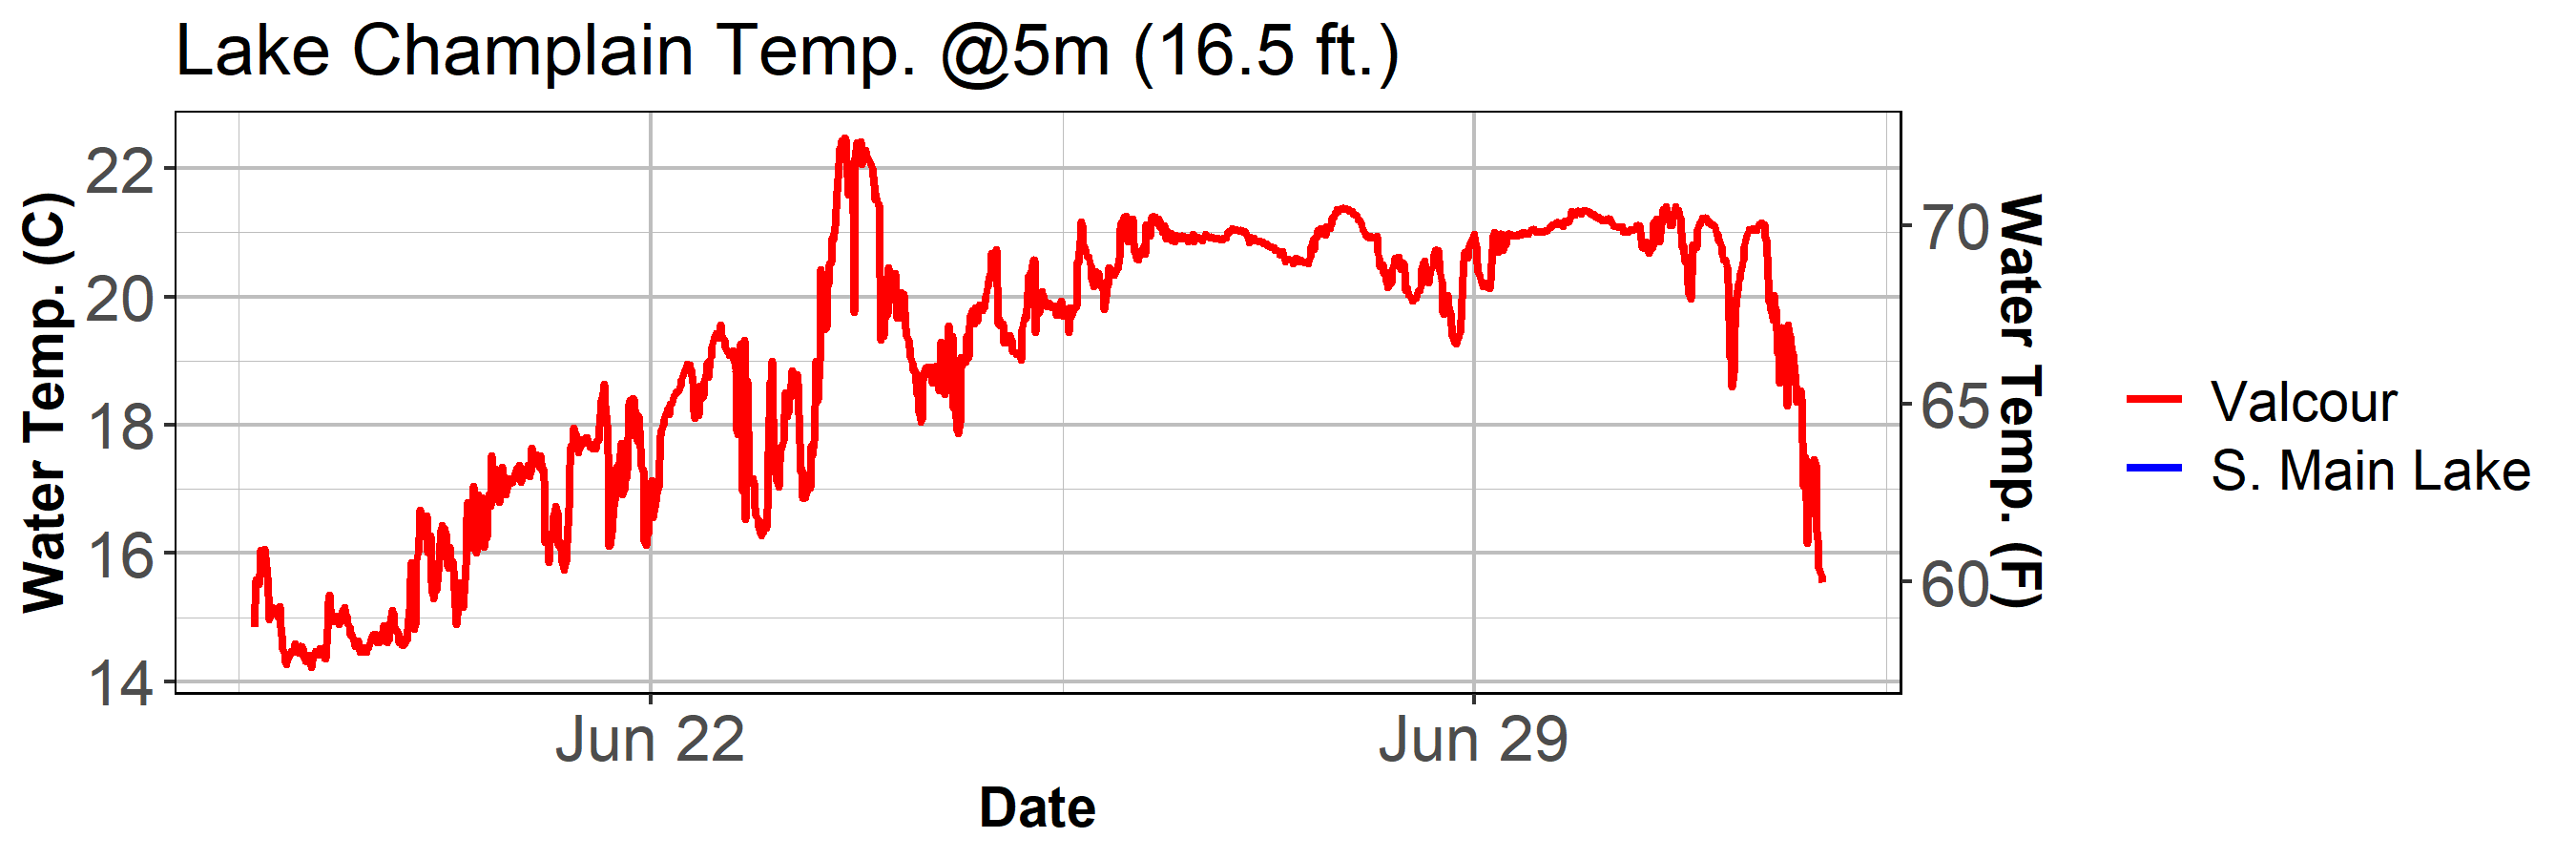 Lake Champlain Temp. @5m (16.5 ft.)
Water Temp. (C)
22
20
18
16
14
70
65
60
Water Temp. (F)
Jun 22
Jun 29
Date
Valcour
S. Main Lake